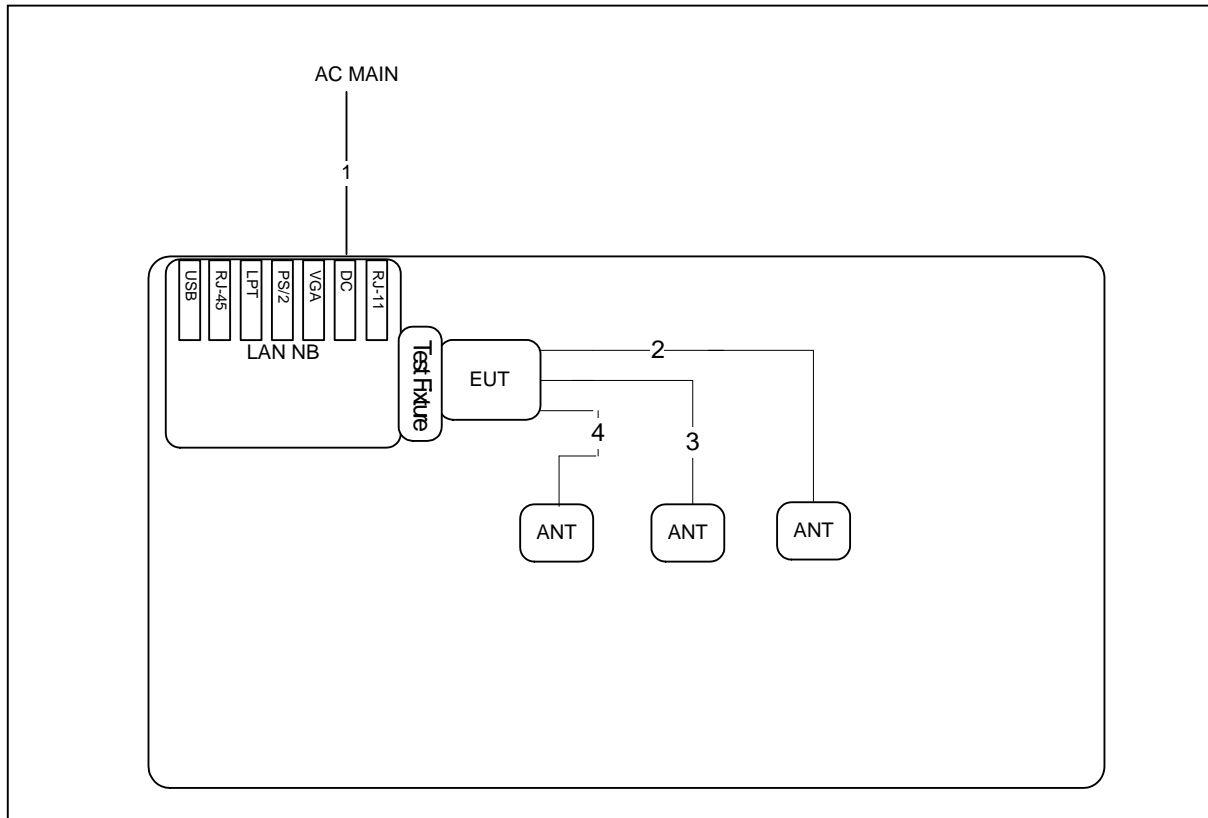 AC MAIN
1
USB
RJ-45
LPT
PS/2
VGA
DC
RJ-11
LAN NB
Test Fixture
EUT
2
3
4
ANT
ANT
ANT